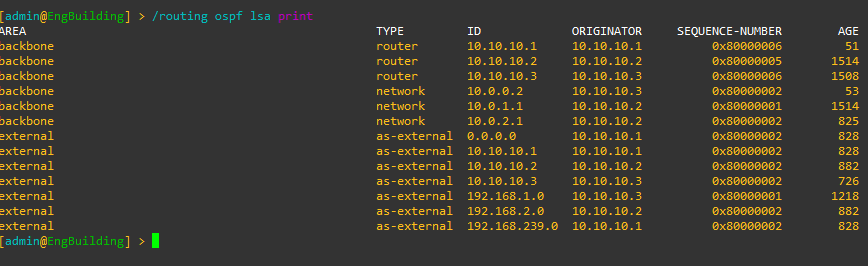 [admin@EngBuilding] > /routing ospf lsa print
AREA TYPE ID ORIGINATOR SEQUENCE-NUMBER AGE
backbone router 10.10.10.1 10.10.10.1 0x80000006 51
backbone router 10.10.10.2 10.10.10.2 0x80000005 1514
backbone router 10.10.10.3 10.10.10.3 0x80000006 1508
backbone network 10.0.0.2 10.10.10.3 0x80000002 53
backbone network 10.0.1.1 10.10.10.2 0x80000001 1514
backbone network 10.0.2.1 10.10.10.2 0x80000002 825
external as-external 0.0.0.0 10.10.10.1 0x80000002 828
external as-external 10.10.10.1 10.10.10.1 0x80000002 828
external as-external 10.10.10.2 10.10.10.2 0x80000002 882
external as-external 10.10.10.3 10.10.10.3 0x80000002 726
external as-external 192.168.1.0 10.10.10.3 0x80000001 1218
external as-external 192.168.2.0 10.10.10.2 0x80000002 882
external as-external 192.168.239.0 10.10.10.1 0x80000002 828
[admin@EngBuilding] >